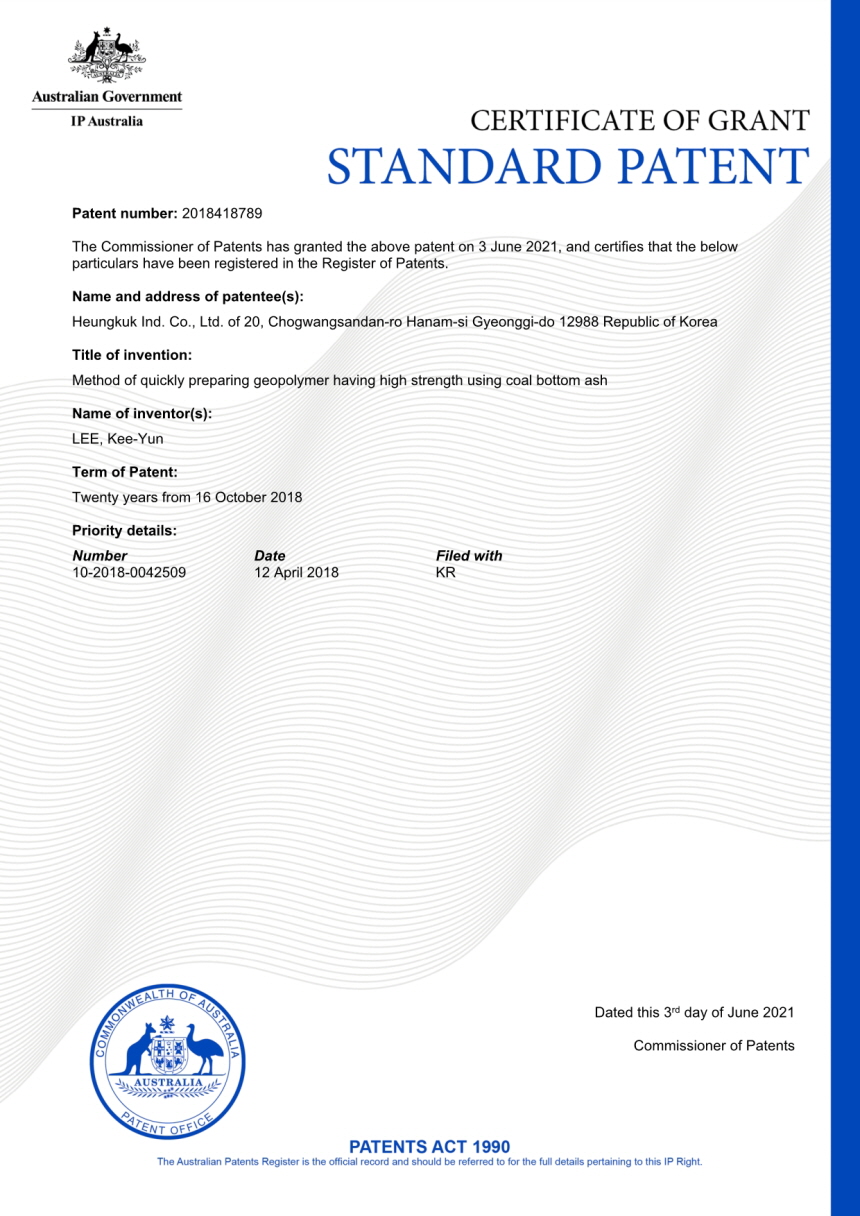 Australian Government
IP Australia
CERTIFICATE OF GRANT
STANDARD PATENT
Patent number: 2018418789
The Commissioner of Patents has granted the above patent on 3 June 2021, and certifies that the below
particulars have been registered in the Register of Patents.
Name and address of patentee(s):
Heungkuk Ind. Co., Ltd. of 20, Chogwangsandan-ro Hanam-si Gyeonggi-do 12988 Republic of Korea
Title of invention:
Method of quickly preparing geopolymer having high strength using coal bottom ash
Name of inventor(s):
LEE, Kee-Yun
Term of Patent:
Twenty years from 16 October 2018
Priority details:
Number Date Filed with
10-2018-0042509 12 April 2018 KR
Dated this 3rd day of June 2021
Commissioner of Patents
COMMONWEALTH OF AUSTRALIA
AUSTRALIA
PATENT OFFICE
PATENTS ACT 1990
The Australian Patents Register is the official record and should be referred to for the full details pertaining to this IP Right.